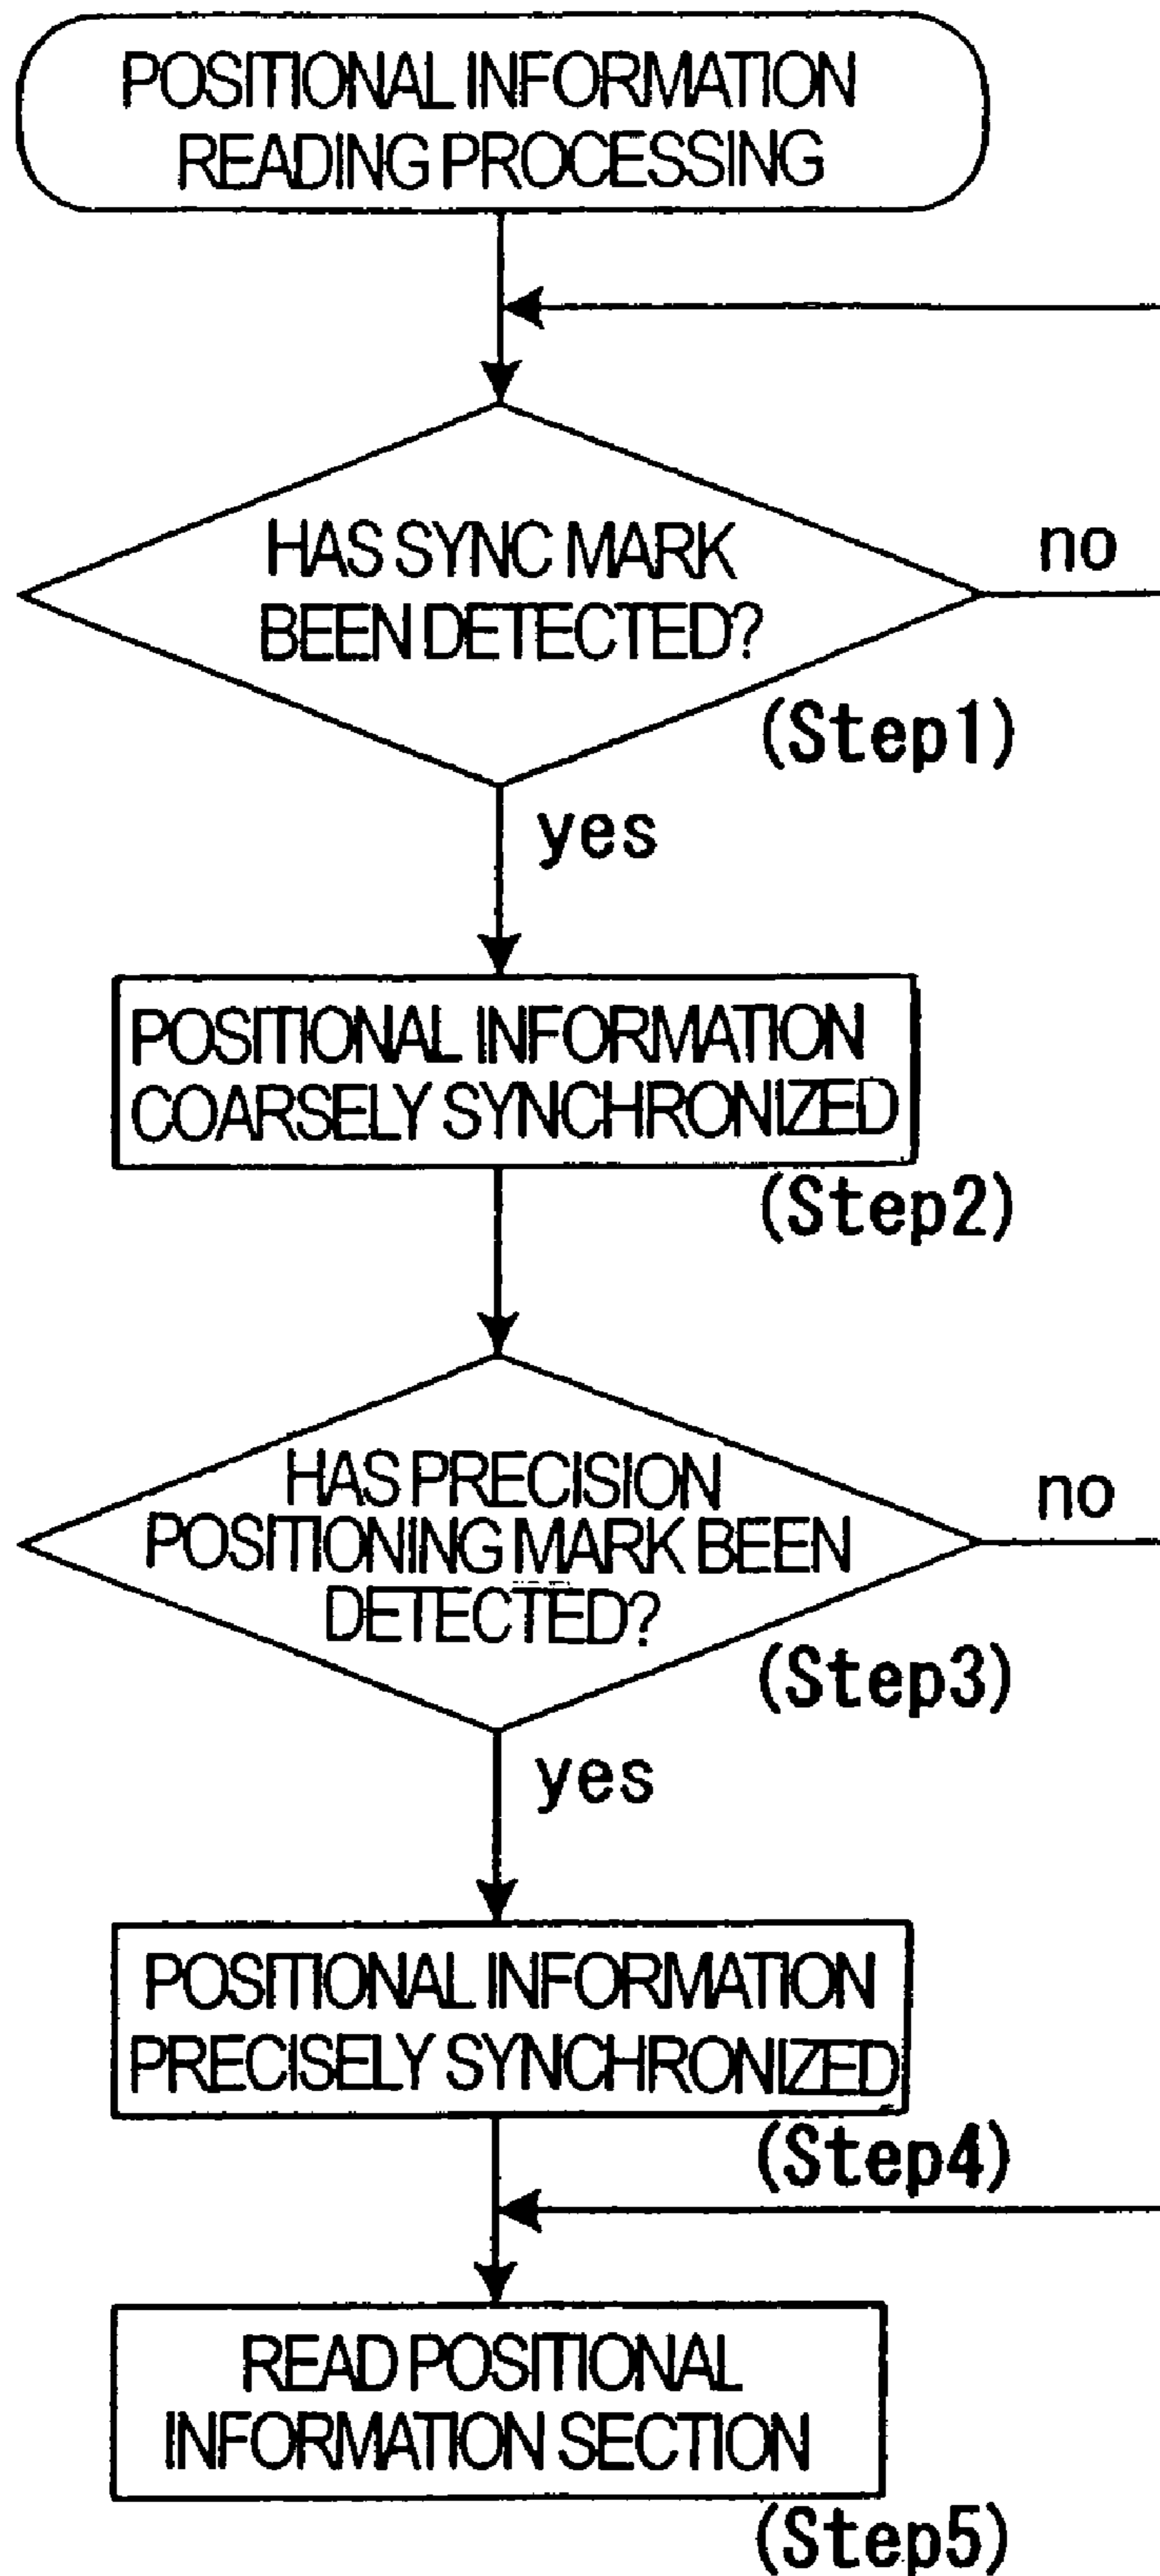 POSITIONAL INFORMATION
READING PROCESSING
HAS SYNC MARK
BEEN DETECTED?
no
(Step1)
yes
POSITIONAL INFORMATION
COARSELY SYNCHRONIZED
(Step2)
HAS PRECISION
POSITIONING MARK BEEN
DETECTED?
no
(Step3)
yes
POSITIONAL INFORMATION
PRECISELY SYNCHRONIZED
(Step4)
READ POSITIONAL
INFORMATION SECTION
(Step5)